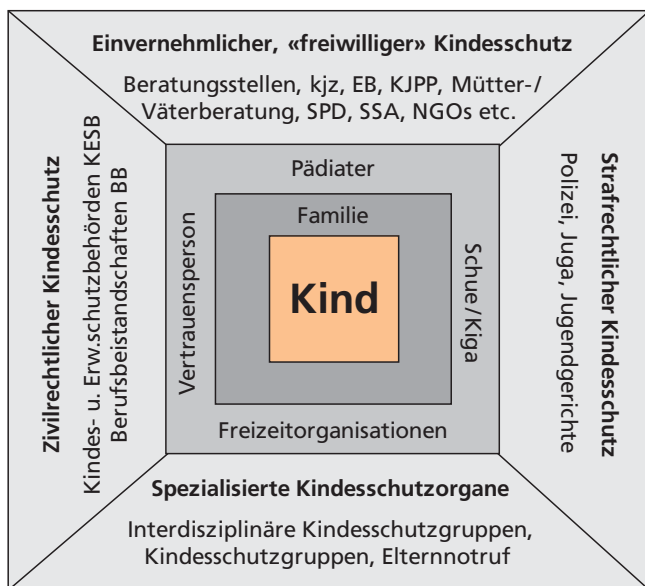 Einvernehmlicher, «freiwilliger» Kindesschutz
Beratungsstellen, kjz, EB, KJPP, Mütter-/
Väterberatung, SPD, SSA, NGOs etc.
Zivilrechtlicher Kindesschutz
Kindes- u. Erw.schutzbehörden KESB
Berufsbeistandschaften BB
Pädiater
Vertrauensperson
Familie
Kind
Schue/Kiga
Freizeitorganisationen
Strafrechtlicher Kindesschutz
Polizei, Juga, Jugendgerichte
Spezialisierte Kindesschutzorgane
Interdisziplinäre Kindesschutzgruppen,
Kindesschutzgruppen, Elternnotruf